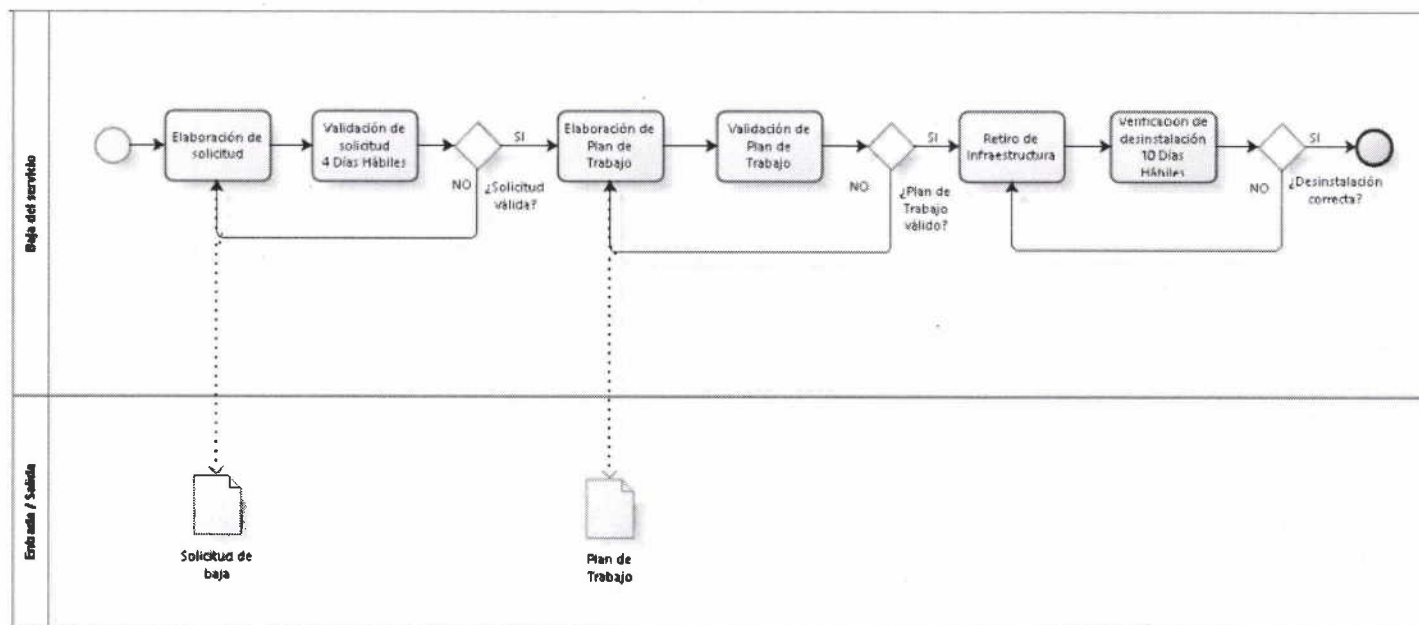 Baja del servicio
Elaboración de
solicitud
Validación de
solicitud
4 Días Hábiles
SI
NO
¿Solicitud
válida?
Elaboración de
Plan de
Trabajo
Validación de
Plan de
Trabajo
SI
NO
¿Plan de
Trabajo
válido?
Retiro de
Infraestructura
Verificación de
desinstalación
10 Días
Hábiles
SI
NO
¿Desinstalación
correcta?
Entrada / Salida
Solicitud de
baja
Plan de
Trabajo